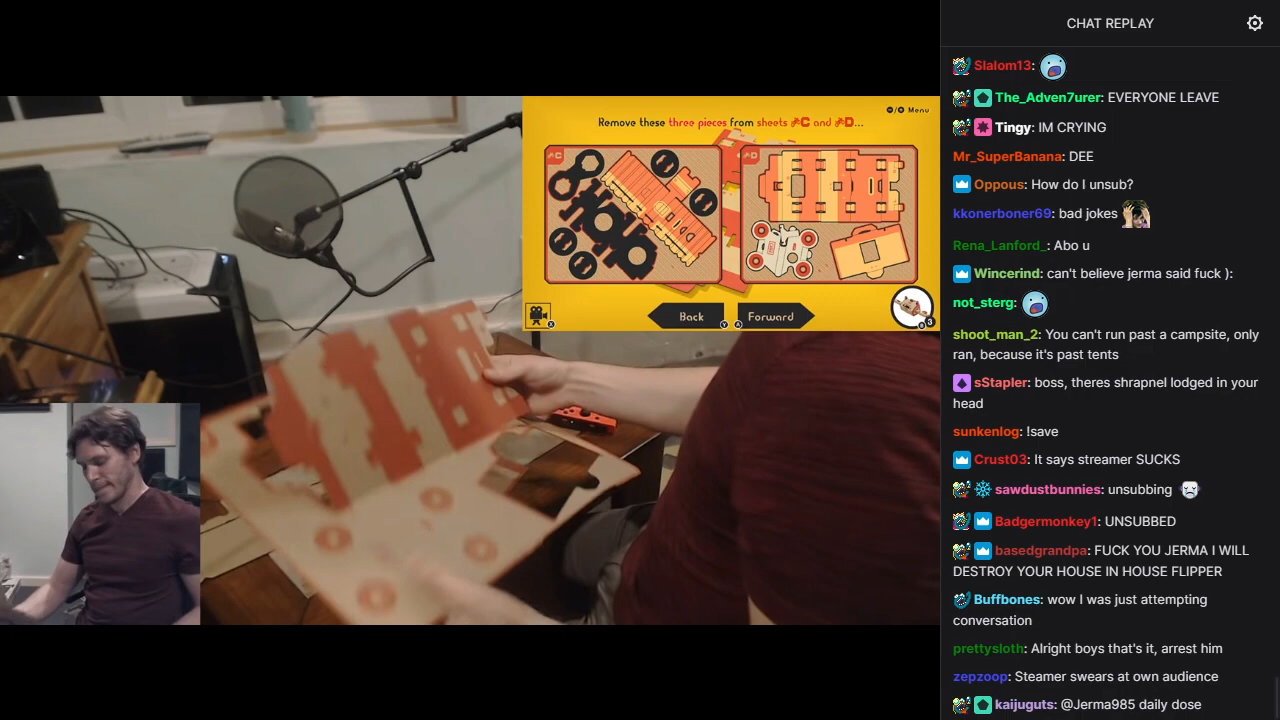 CHAT REPLAY
-/+ Menu
Remove these three pieces from sheets C and D...
C
D
Back
Y
A
Forward
X
3
Slalom13:
The_Adven7urer: EVERYONE LEAVE
Tingy: IM CRYING
Mr_SuperBanana: DEE
Oppous: How do I unsub?
kkonerboner69: bad jokes
Rena_Lanford_: Abo u
Wincerind: can't believe jerma said fuck ):
not_sterg:
shoot_man_2: You can't run past a campsite, only
ran, because it's past tents
sStapler: boss, theres shrapnel lodged in your
head
sunkenlog: !save
Crust03: It says streamer SUCKS
sawdustbunnies: unsubbing
Badgermonkey1: UNSUBBED
basedgrandpa: FUCK YOU JERMA I WILL
DESTROY YOUR HOUSE IN HOUSE FLIPPER
Buffbones: wow I was just attempting
conversation
prettysloth: Alright boys that's it, arrest him
zepzoop: Steamer swears at own audience
kaijuguts: @Jerma985 daily dose